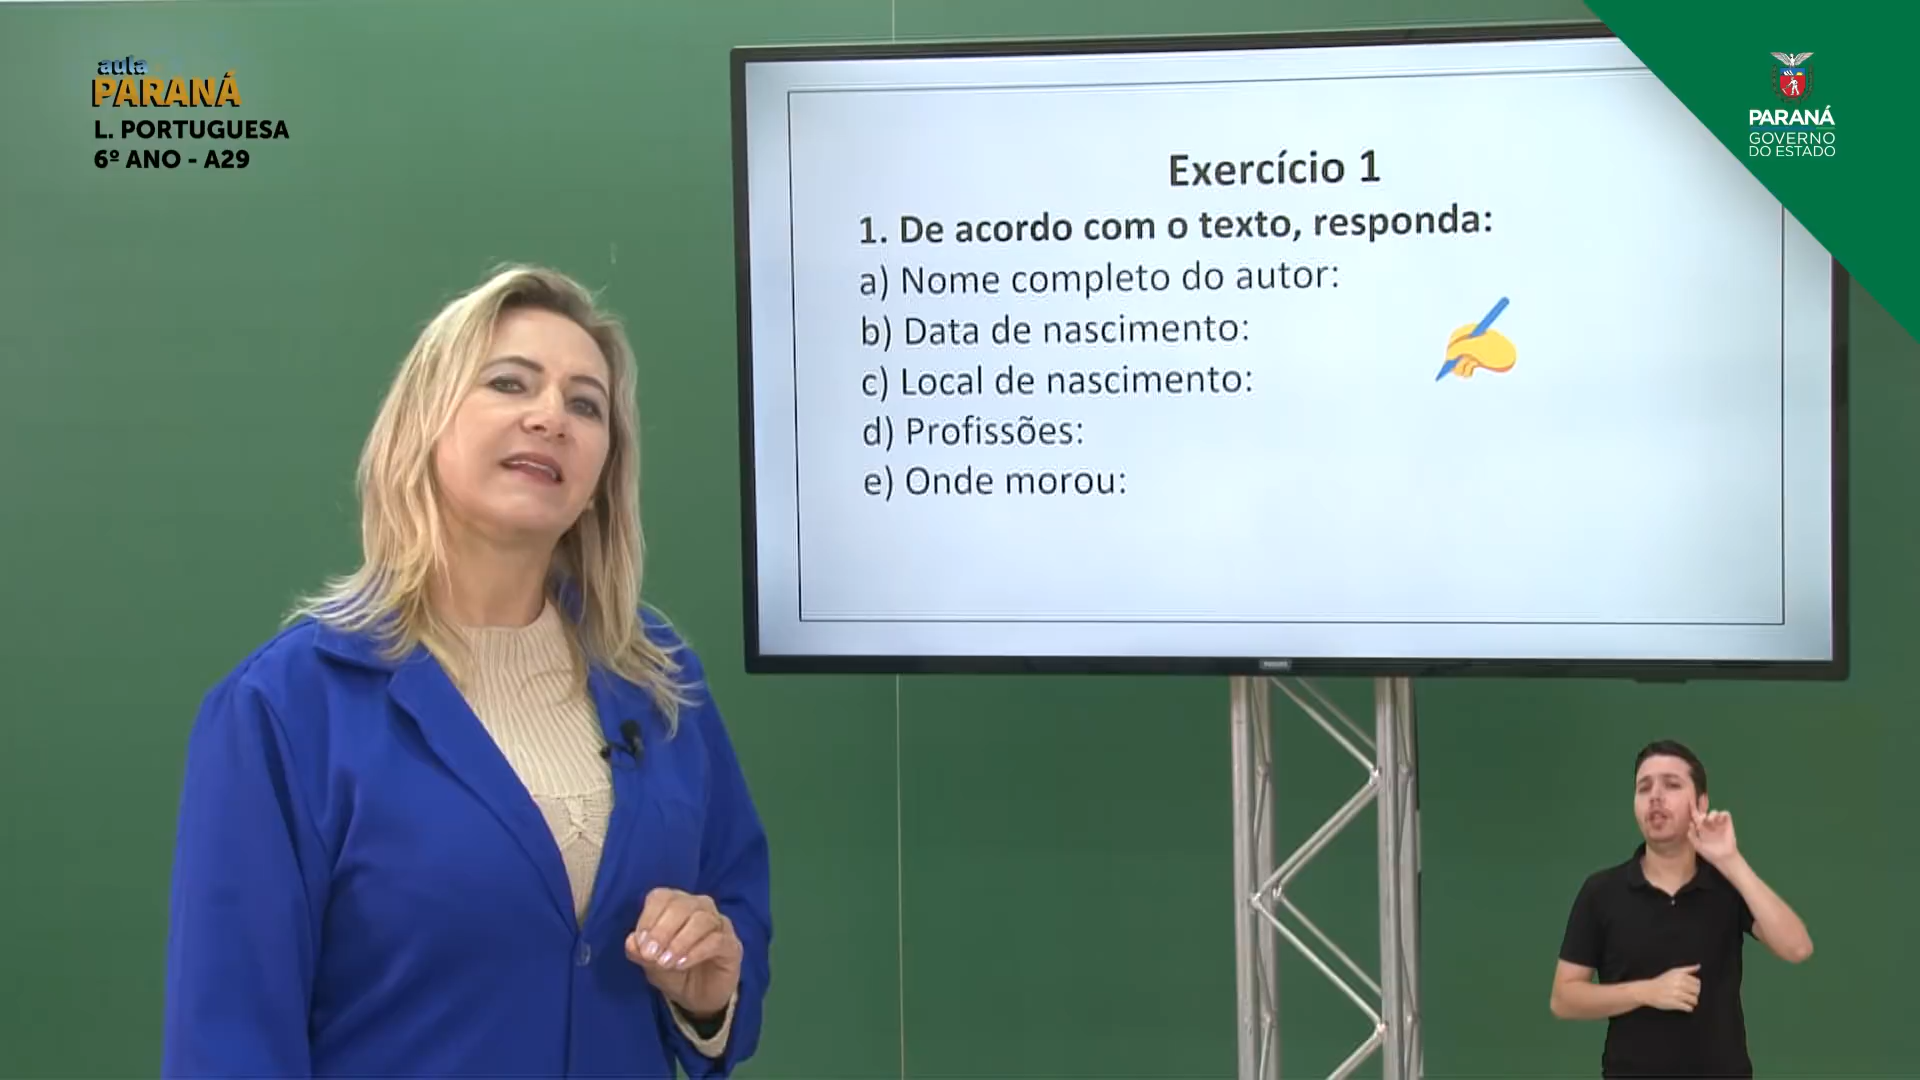 aula
PARANÁ
L. PORTUGUESA
6º ANO - A29
Exercício 1
1. De acordo com o texto, responda:
a) Nome completo do autor:
b) Data de nascimento:
c) Local de nascimento:
d) Profissões:
e) Onde morou:
PARANÁ
GOVERNO
DO ESTADO